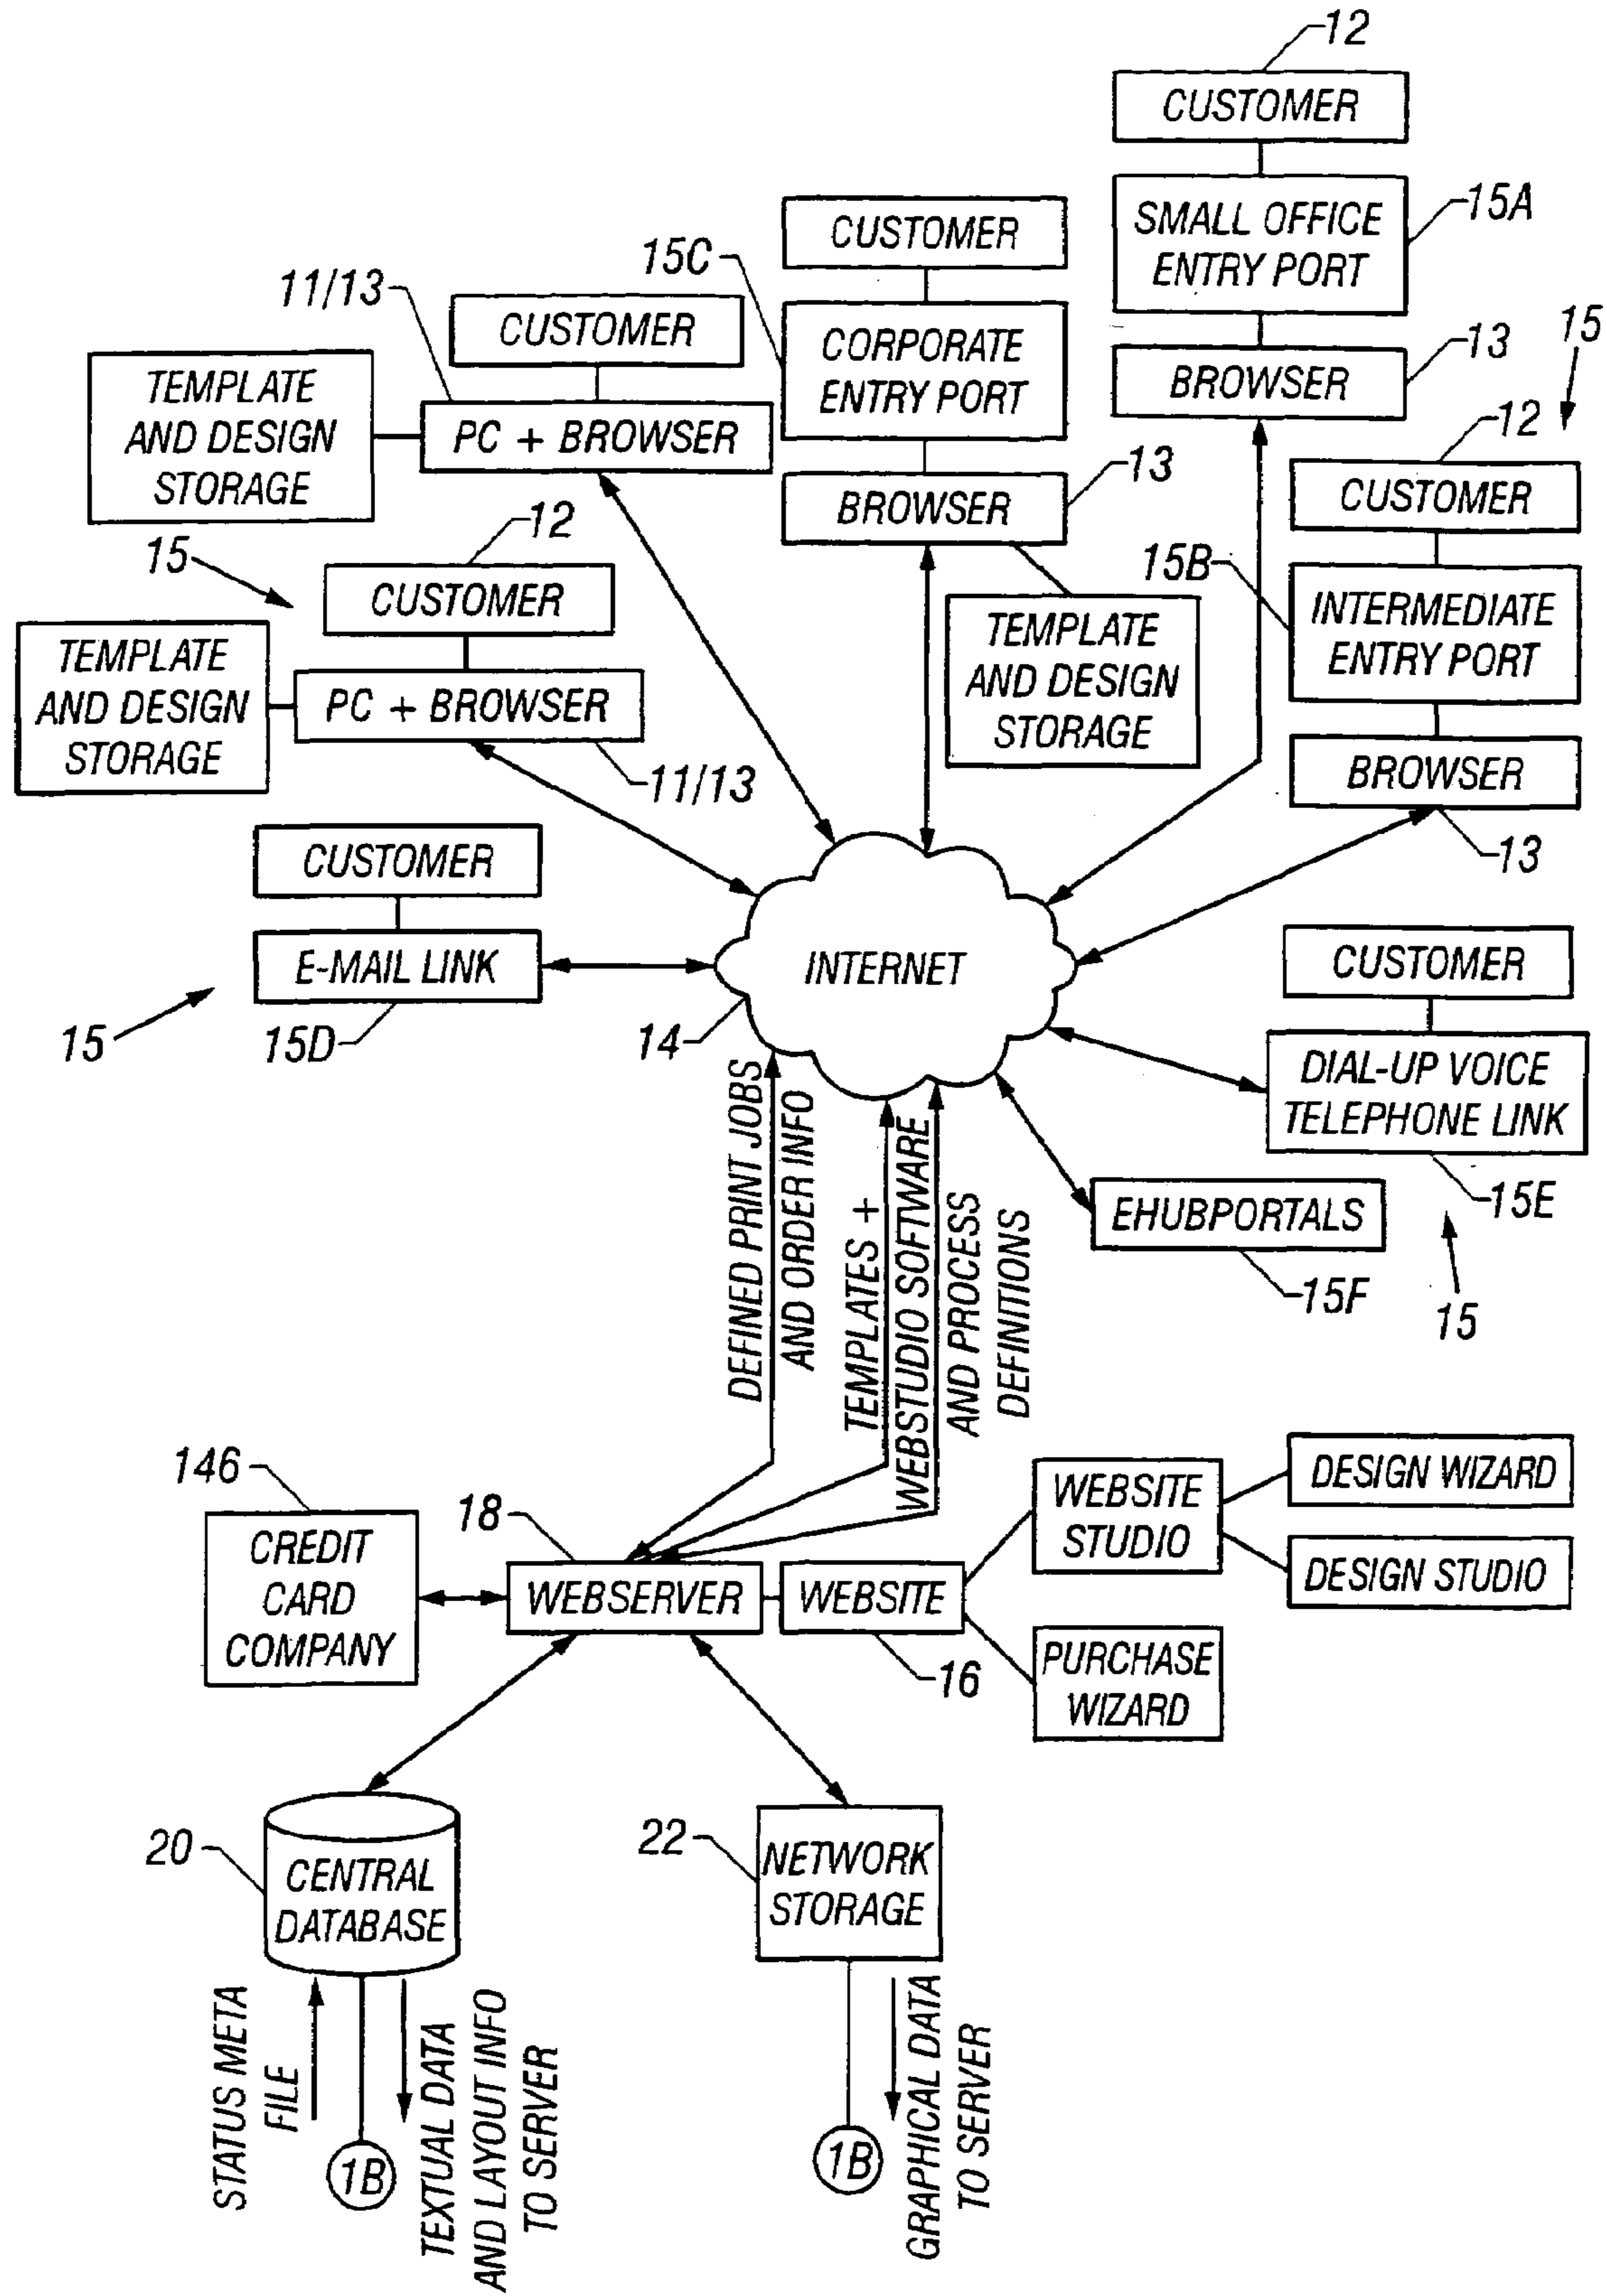 12
CUSTOMER
SMALL OFFICE
ENTRY PORT
15A
BROWSER
13
15
CUSTOMER
15C
CORPORATE
ENTRY PORT
BROWSER
13
TEMPLATE
AND DESIGN
STORAGE
11/13
CUSTOMER
PC + BROWSER
TEMPLATE
AND DESIGN
STORAGE
12
CUSTOMER
15B
INTERMEDIATE
ENTRY PORT
BROWSER
13
15
12
CUSTOMER
TEMPLATE
AND DESIGN
STORAGE
PC + BROWSER
11/13
CUSTOMER
E-MAIL LINK
15D
15
INTERNET
14
CUSTOMER
DIAL-UP VOICE
TELEPHONE LINK
15E
EHUBPORTALS
15F
15
DEFINED PRINT JOBS
AND ORDER INFO
TEMPLATES +
WEBSTUDIO SOFTWARE
AND PROCESS
DEFINITIONS
146
CREDIT
CARD
COMPANY
18
WEBSERVER
WEBSITE
16
WEBSITE
STUDIO
DESIGN WIZARD
DESIGN STUDIO
PURCHASE
WIZARD
20
CENTRAL
DATABASE
22
NETWORK
STORAGE
STATUS META
FILE
1B
TEXTUAL DATA
AND LAYOUT INFO
TO SERVER
1B
GRAPHICAL DATA
TO SERVER